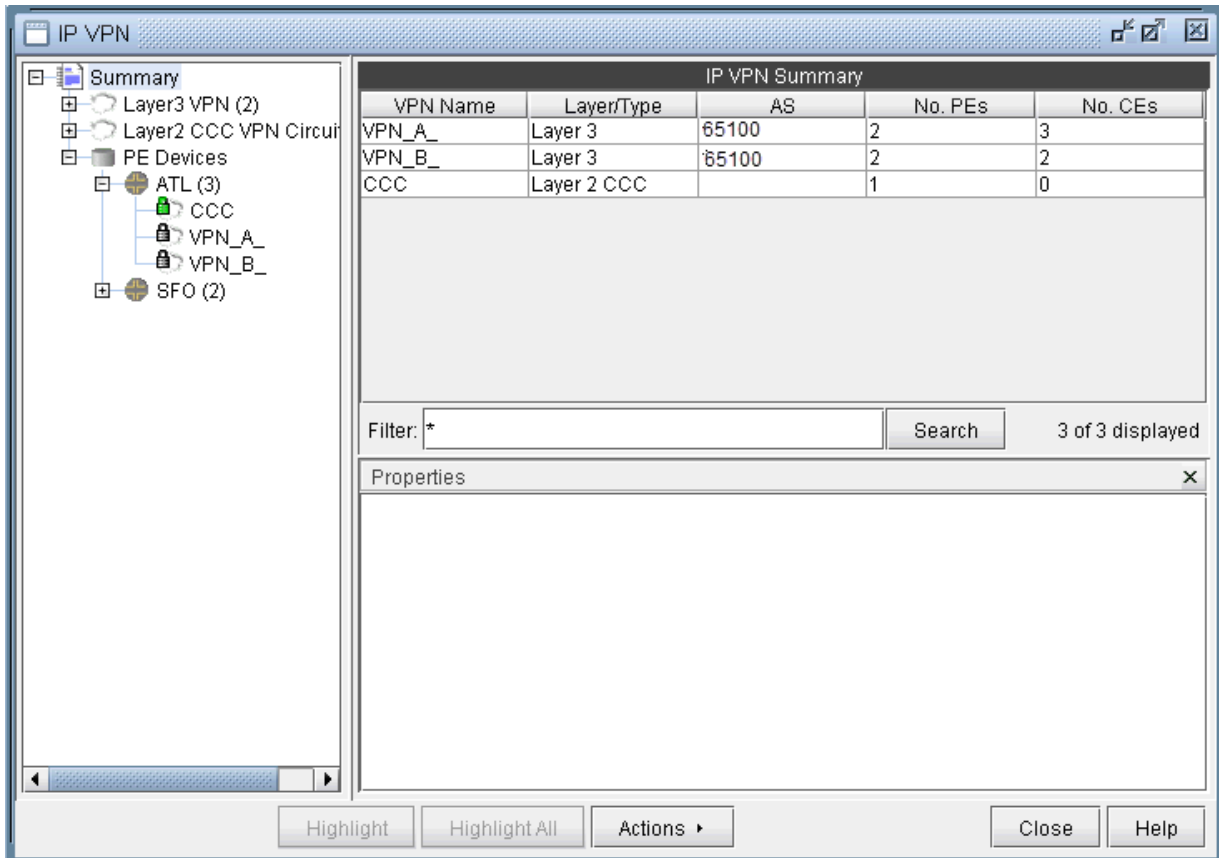 IP VPN
Summary
Layer3 VPN (2)
Layer2 CCC VPN Circuit
PE Devices
ATL (3)
CCC
VPN_A_
VPN_B_
SFO (2)
IP VPN Summary
VPN Name Layer/Type AS No. PEs No. CEs
VPN_A_ Layer 3 65100 2 3
VPN_B_ Layer 3 65100 2 2
CCC Layer 2 CCC 1 0
Filter: * Search 3 of 3 displayed
Properties
Highlight Highlight All Actions Close Help